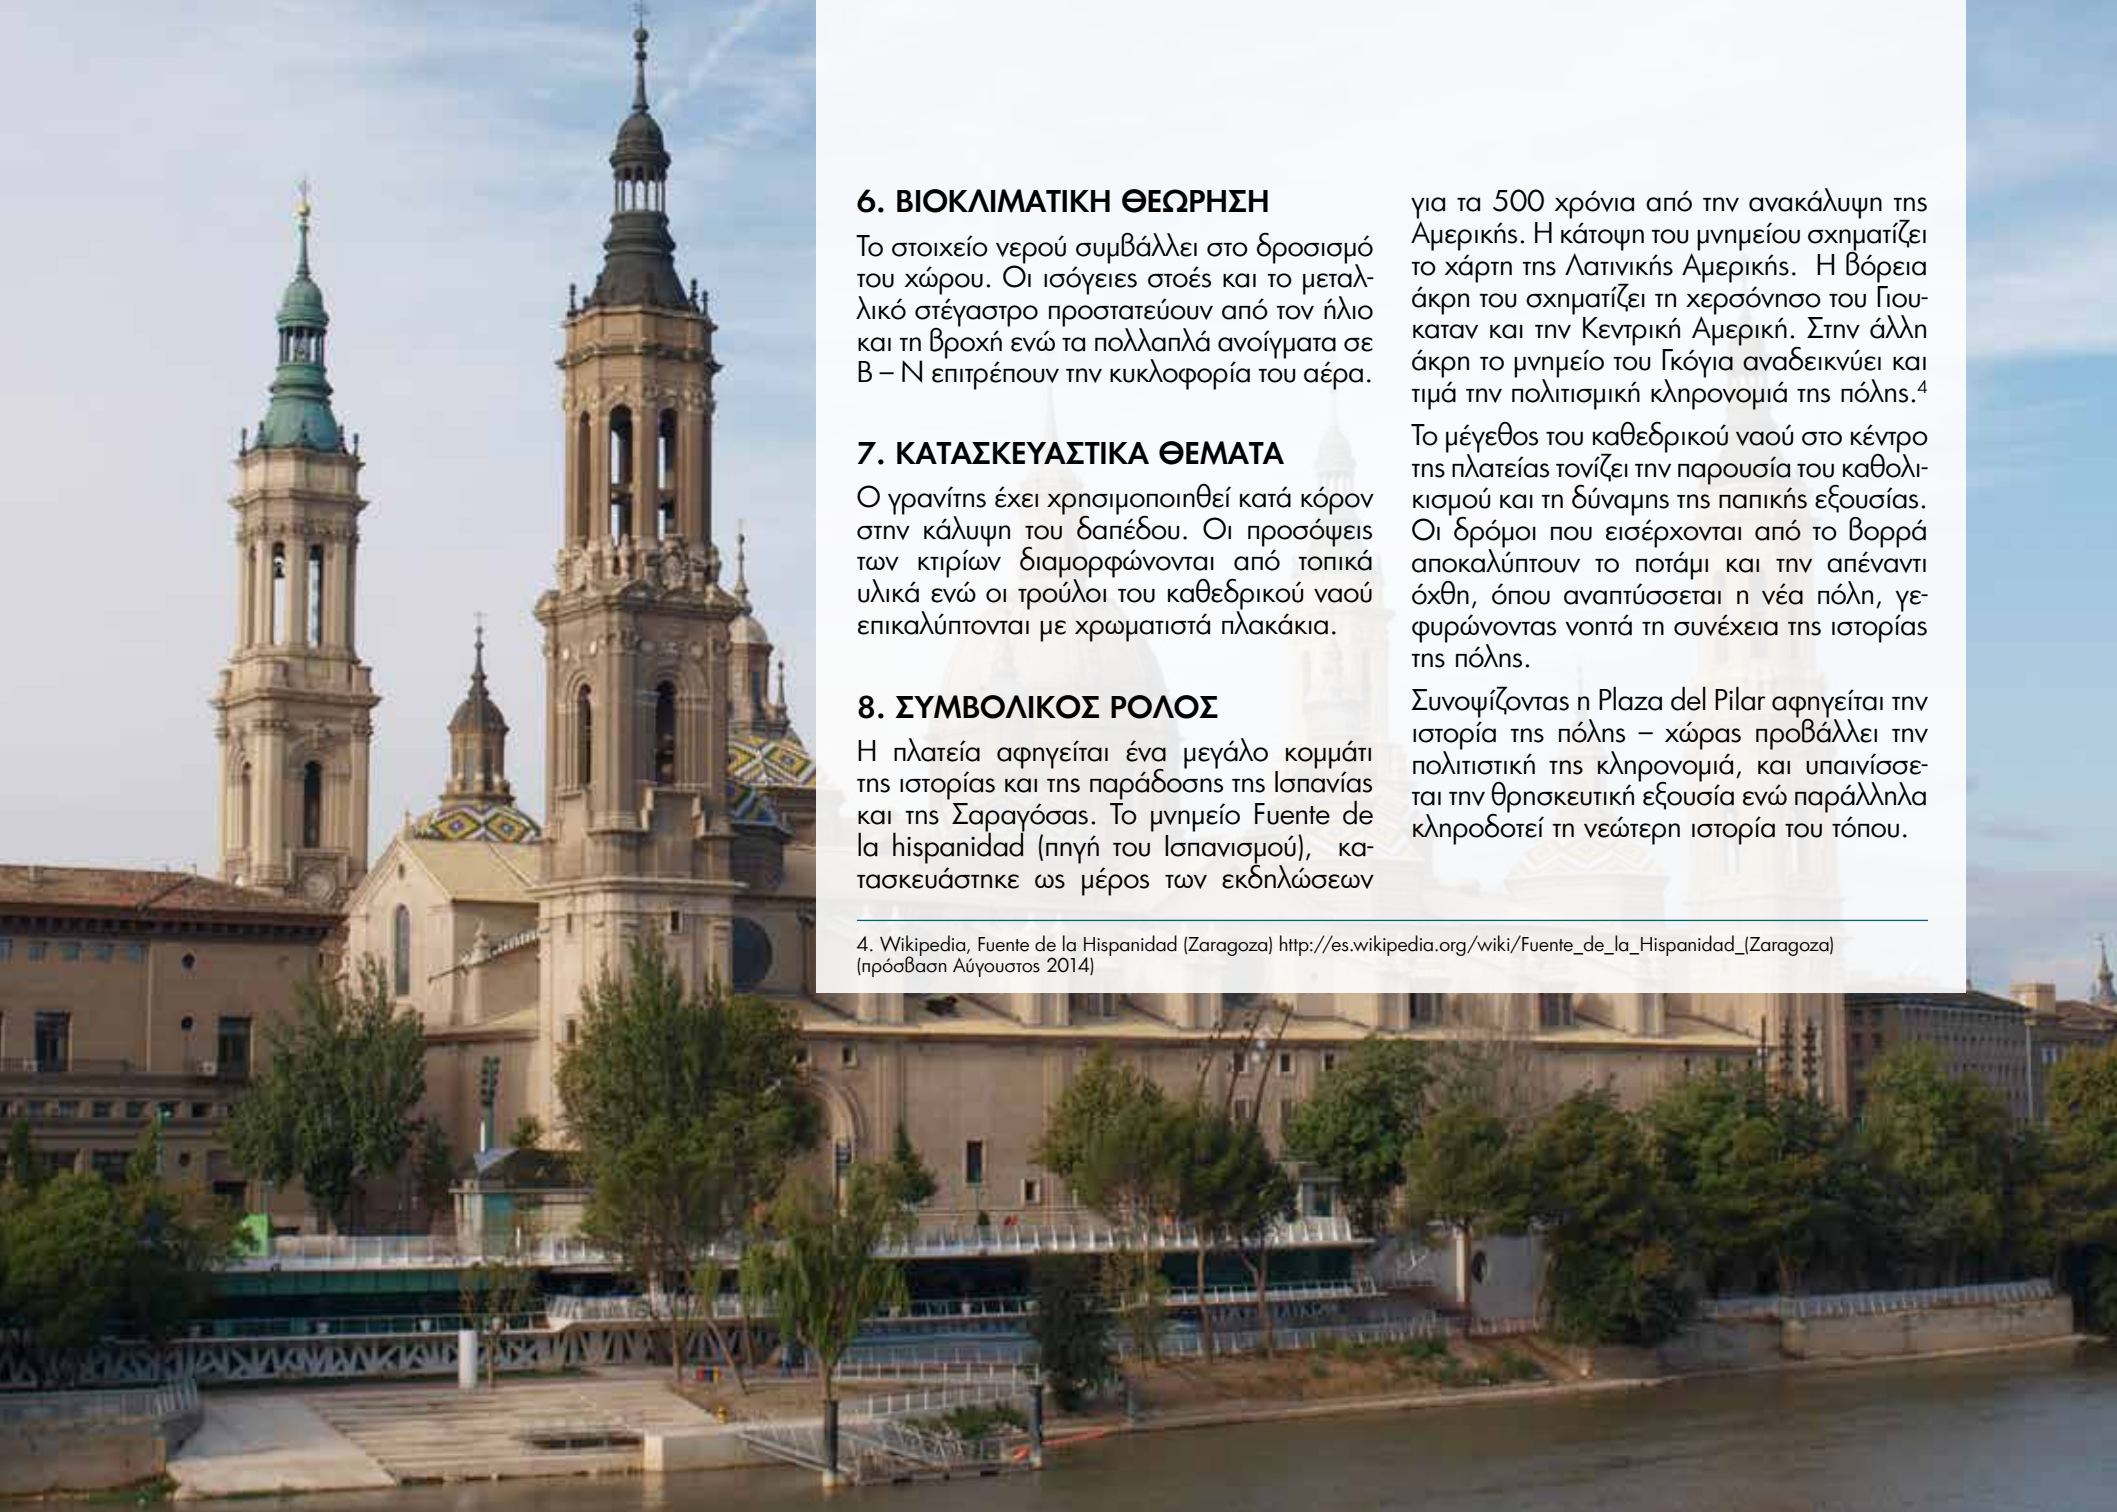 6. ΒΙΟΚΛΙΜΑΤΙΚΗ ΘΕΩΡΗΣΗ
Το στοιχείο νερού συμβάλλει στο δροσισμό
του χώρου. Οι ισόγειες στοές και το μεταλ-
λικό στέγαστρο προστατεύουν από τον ήλιο
και τη βροχή ενώ τα πολλαπλά ανοίγματα σε
Β – Ν επιτρέπουν την κυκλοφορία του αέρα.
7. ΚΑΤΑΣΚΕΥΑΣΤΙΚΑ ΘΕΜΑΤΑ
Ο γρανίτης έχει χρησιμοποιηθεί κατά κόρον
στην κάλυψη του δαπέδου. Οι προσόψεις
των κτιρίων διαμορφώνονται από τοπικά
υλικά ενώ οι τρούλοι του καθεδρικού ναού
επικαλύπτονται με χρωματιστά πλακάκια.
8. ΣΥΜΒΟΛΙΚΟΣ ΡΟΛΟΣ
Η πλατεία αφηγείται ένα μεγάλο κομμάτι
της ιστορίας και της παράδοσης της Ισπανίας
και της Σαραγόσας. Το μνημείο Fuente de
la hispanidad (πηγή του Ισπανισμού), κα-
τασκευάστηκε ως μέρος των εκδηλώσεων
για τα 500 χρόνια από την ανακάλυψη της
Αμερικής. Η κάτοψη του μνημείου σχηματίζει
το χάρτη της Λατινικής Αμερικής. Η βόρεια
άκρη του σχηματίζει τη χερσόνησο του Γιου-
καταν και την Κεντρική Αμερική. Στην άλλη
άκρη το μνημείο του Γκόγια αναδεικνύει και
τιμά την πολιτισμική κληρονομιά της πόλης.4
Το μέγεθος του καθεδρικού ναού στο κέντρο
της πλατείας τονίζει την παρουσία του καθολι-
κισμού και τη δύναμης της παπικής εξουσίας.
Οι δρόμοι που εισέρχονται από το βορρά
αποκαλύπτουν το ποτάμι και την απέναντι
όχθη, όπου αναπτύσσεται η νέα πόλη, γε-
φυρώνοντας νοητά τη συνέχεια της ιστορίας
της πόλης.
Συνοψίζοντας η Plaza del Pilar αφηγείται την
ιστορία της πόλης – χώρας προβάλλει την
πολιτιστική της κληρονομιά, και υπαινίσσε-
ται την θρησκευτική εξουσία ενώ παράλληλα
κληροδοτεί τη νεώτερη ιστορία του τόπου.
4. Wikipedia, Fuente de la Hispanidad (Zaragoza) http://es.wikipedia.org/wiki/Fuente_de_la_Hispanidad_(Zaragoza)
(πρόσβαση Αύγουστος 2014)